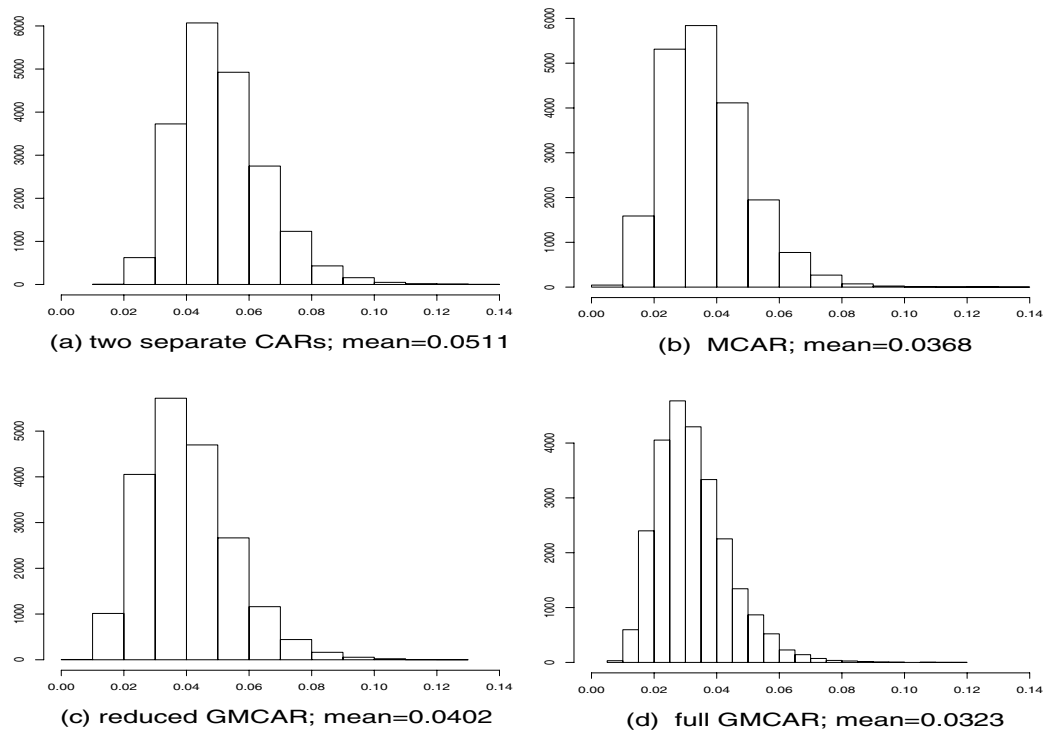 0 1000 2000 3000 4000 5000 6000
0.00 0.02 0.04 0.06 0.08 0.10 0.12 0.14
(a) two separate CARs; mean=0.0511
0 1000 2000 3000 4000 5000 6000
0.00 0.02 0.04 0.06 0.08 0.10 0.12 0.14
(b) MCAR; mean=0.0368
0 1000 2000 3000 4000 5000
0.00 0.02 0.04 0.06 0.08 0.10 0.12 0.14
(c) reduced GMCAR; mean=0.0402
0 1000 2000 3000 4000
0.00 0.02 0.04 0.06 0.08 0.10 0.12 0.14
(d) full GMCAR; mean=0.0323